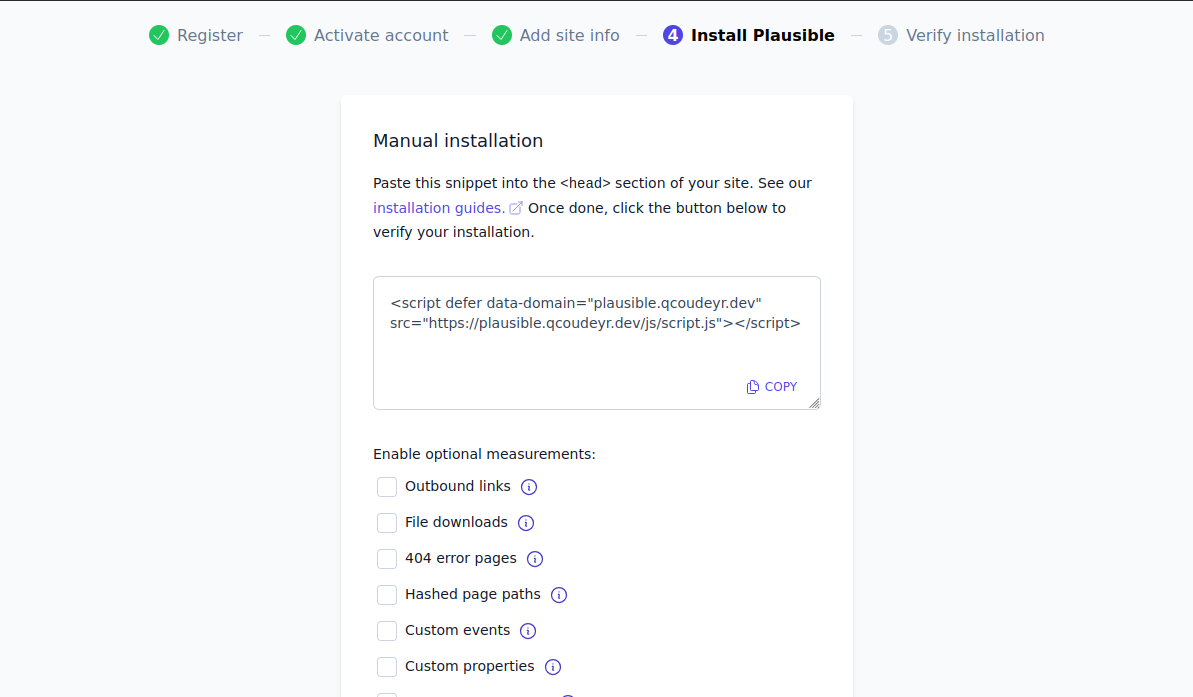 Register — Activate account — Add site info — 4 Install Plausible — 5 Verify installation
Manual installation
Paste this snippet into the <head> section of your site. See our
installation guides. Once done, click the button below to
verify your installation.
<script defer data-domain="plausible.qcoudeyr.dev"
src="https://plausible.qcoudeyr.dev/js/script.js"></script>
COPY
Enable optional measurements:
Outbound links
File downloads
404 error pages
Hashed page paths
Custom events
Custom properties